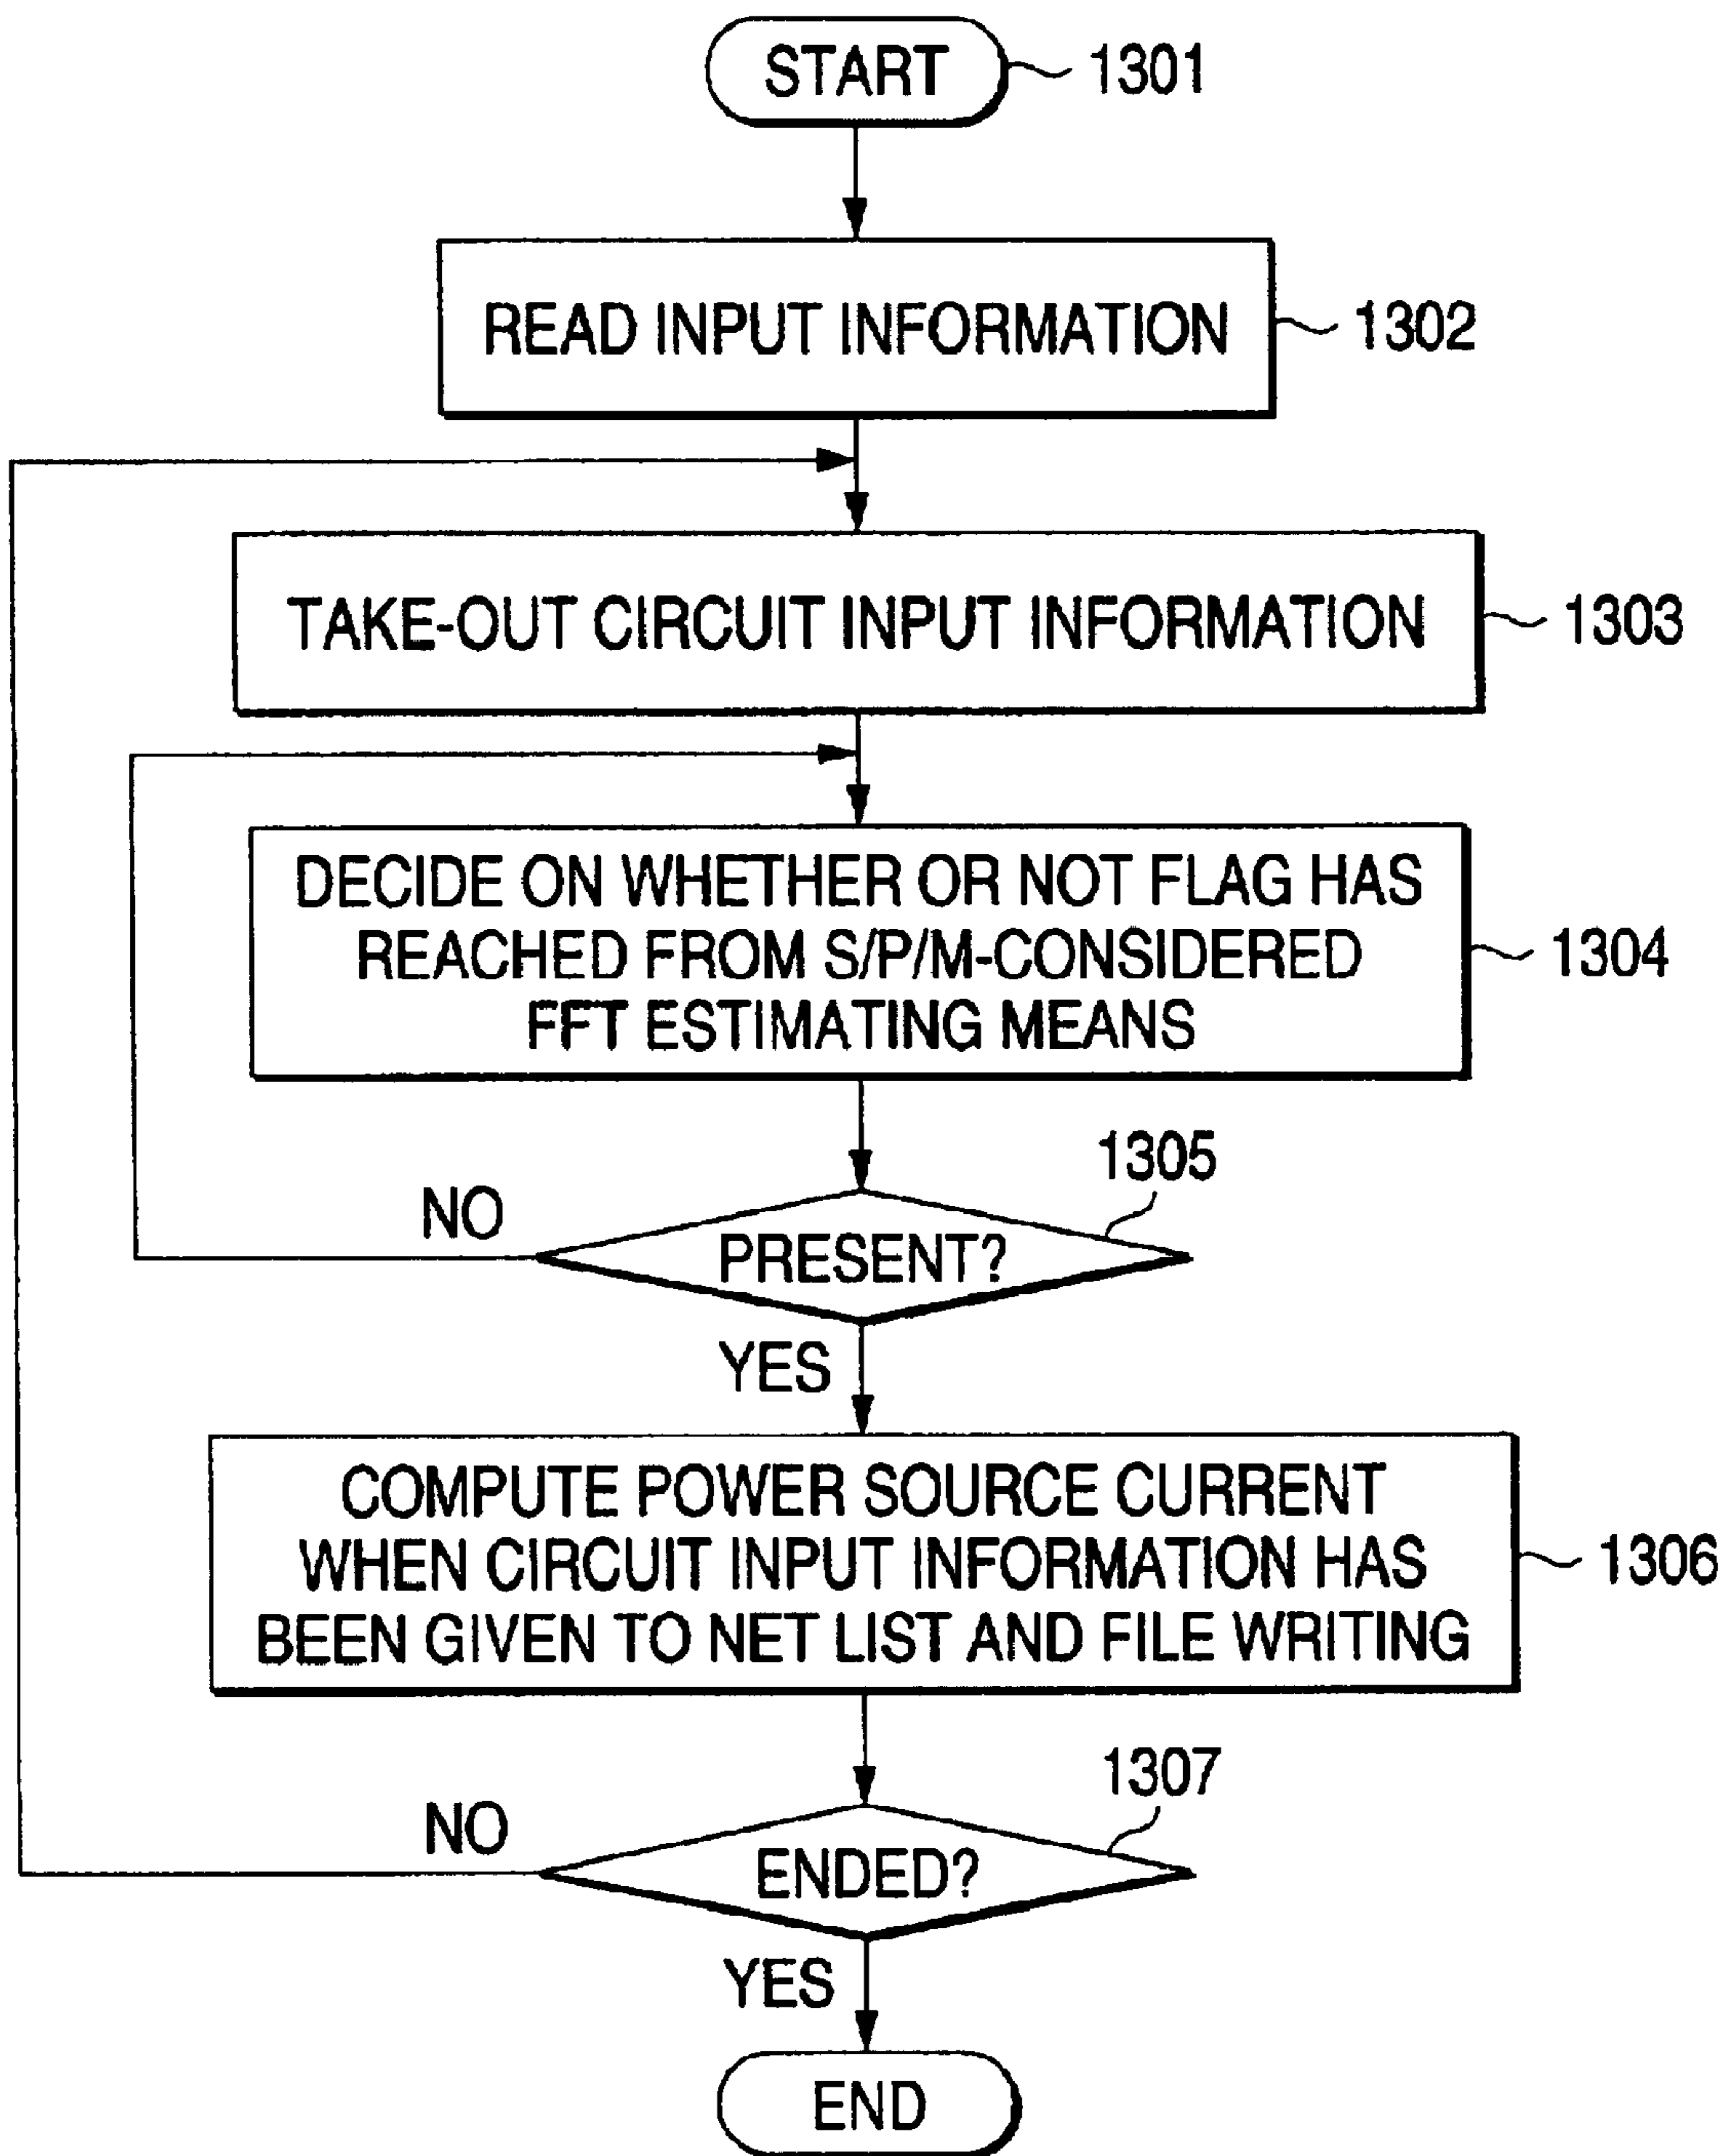 START
1301
READ INPUT INFORMATION
1302
TAKE-OUT CIRCUIT INPUT INFORMATION
1303
DECIDE ON WHETHER OR NOT FLAG HAS
REACHED FROM S/P/M-CONSIDERED
FFT ESTIMATING MEANS
1304
1305
NO
PRESENT?
YES
COMPUTE POWER SOURCE CURRENT
WHEN CIRCUIT INPUT INFORMATION HAS
BEEN GIVEN TO NET LIST AND FILE WRITING
1306
1307
NO
ENDED?
YES
END